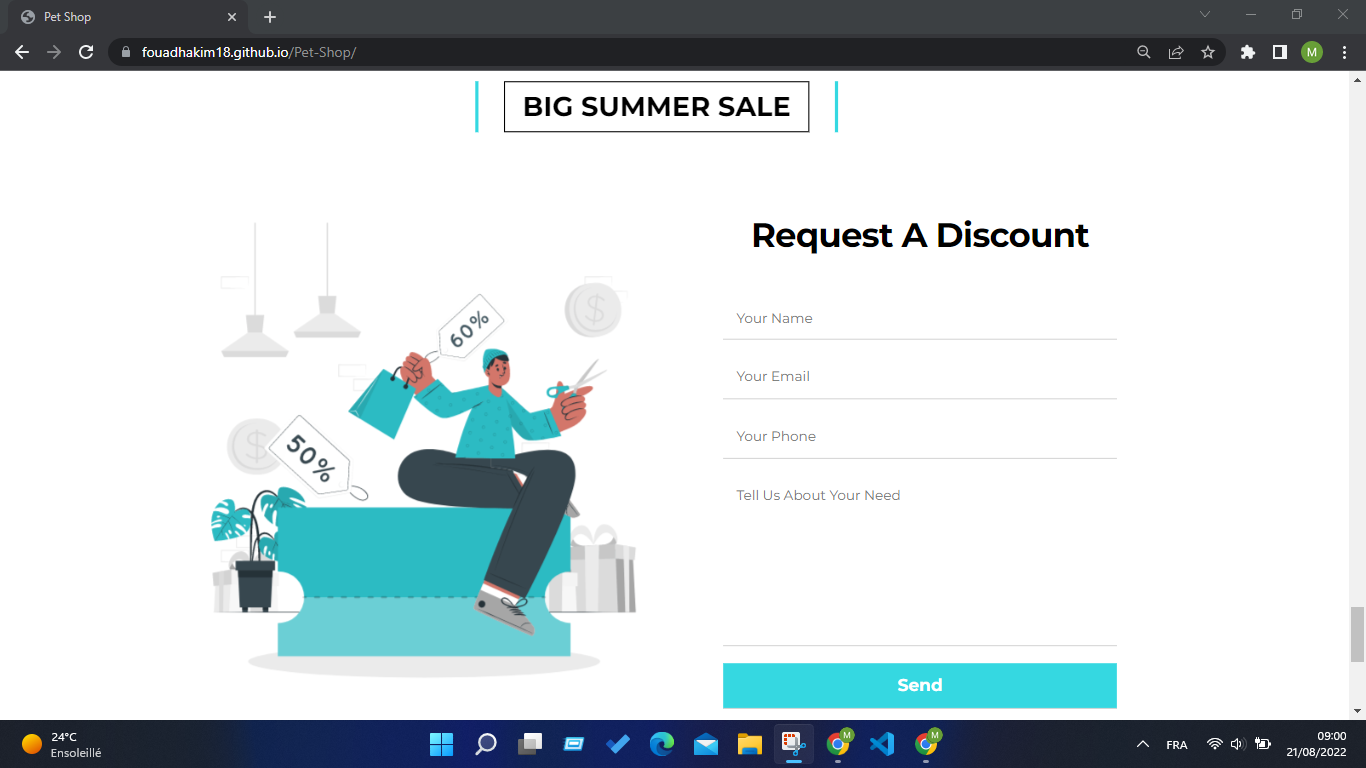 Pet Shop
fouadhakim18.github.io/Pet-Shop/
M
BIG SUMMER SALE
Request A Discount
Your Name
Your Email
Your Phone
Tell Us About Your Need
Send
60%
50%
$
$
24°C
Ensoleillé
M
M
FRA
09:00
21/08/2022